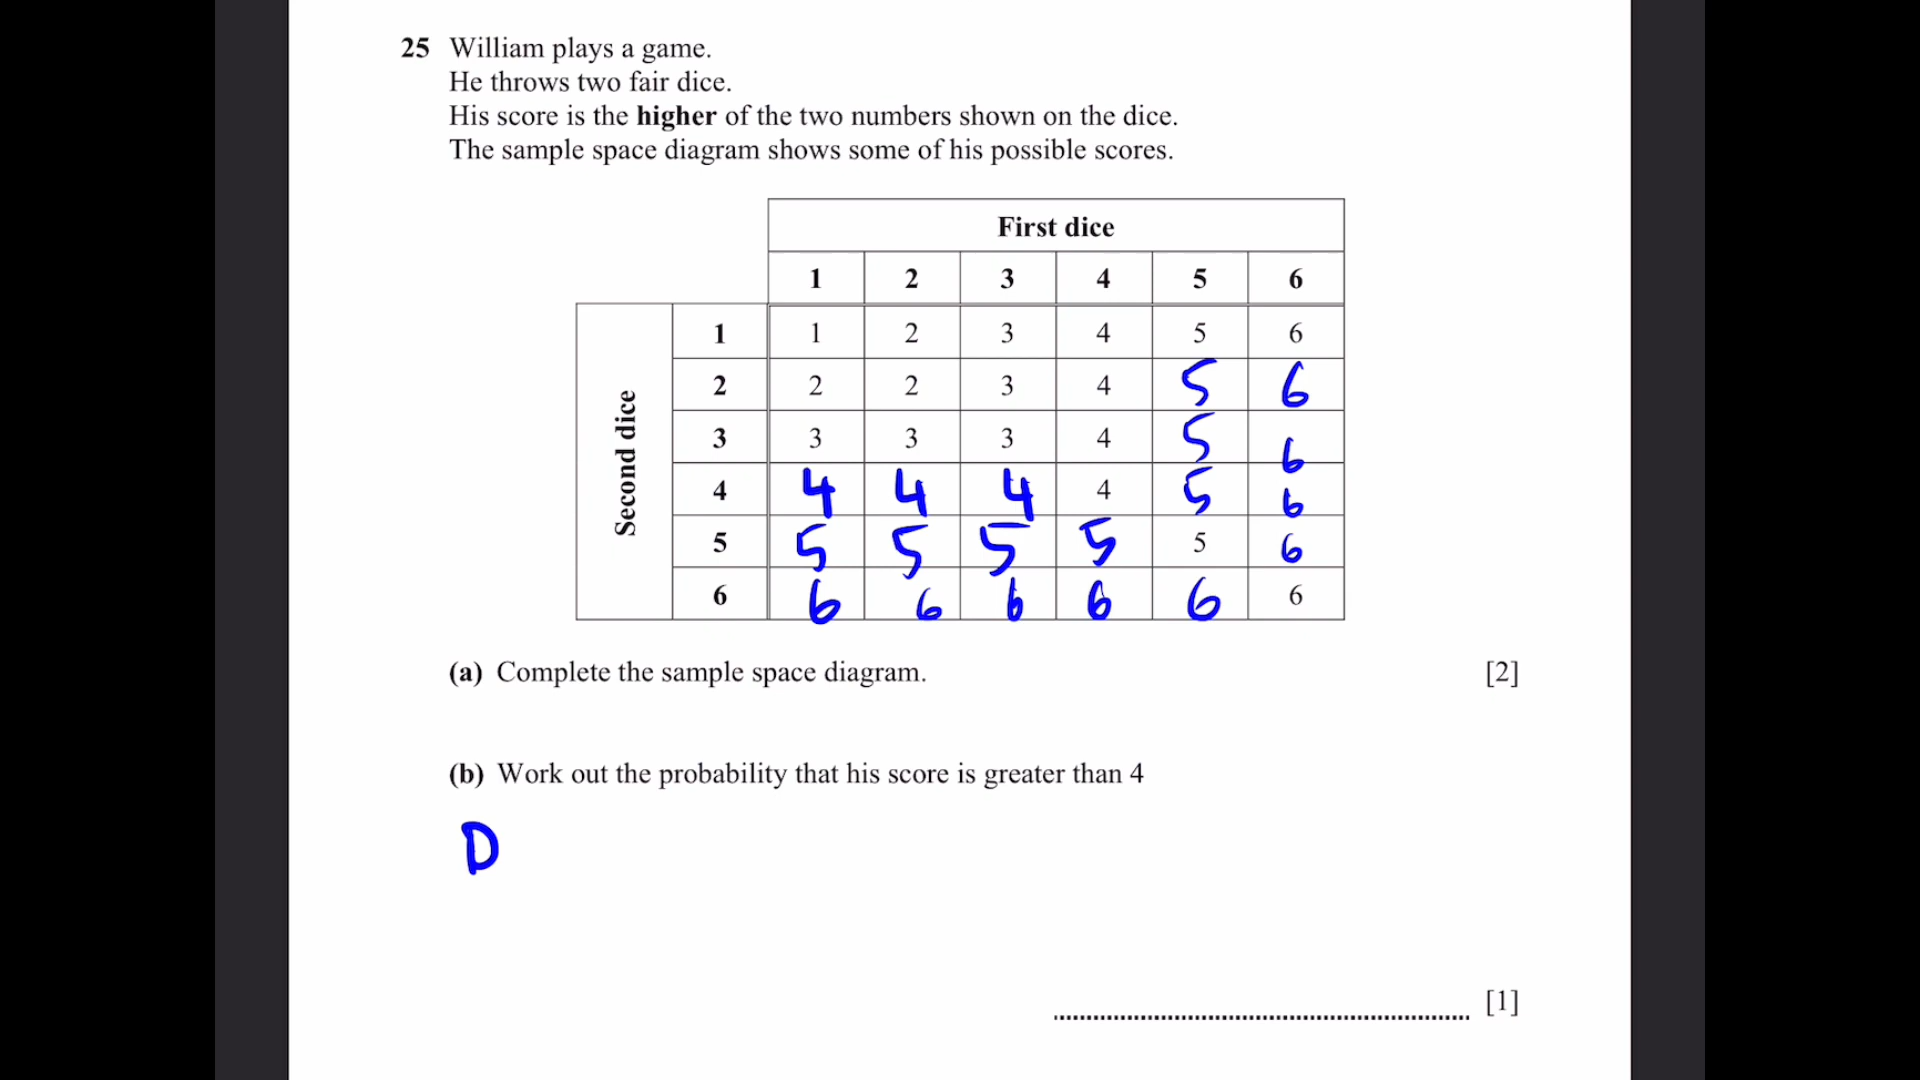 25 William plays a game.
He throws two fair dice.
His score is the higher of the two numbers shown on the dice.
The sample space diagram shows some of his possible scores.
First dice
1 2 3 4 5 6
Second dice
1 1 2 3 4 5 6
2 2 2 3 4 5 6
3 3 3 3 4 5 6
4 4 4 4 4 5 6
5 5 5 5 5 5 6
6 6 6 6 6 6 6
(a) Complete the sample space diagram. [2]
(b) Work out the probability that his score is greater than 4
D
[1]